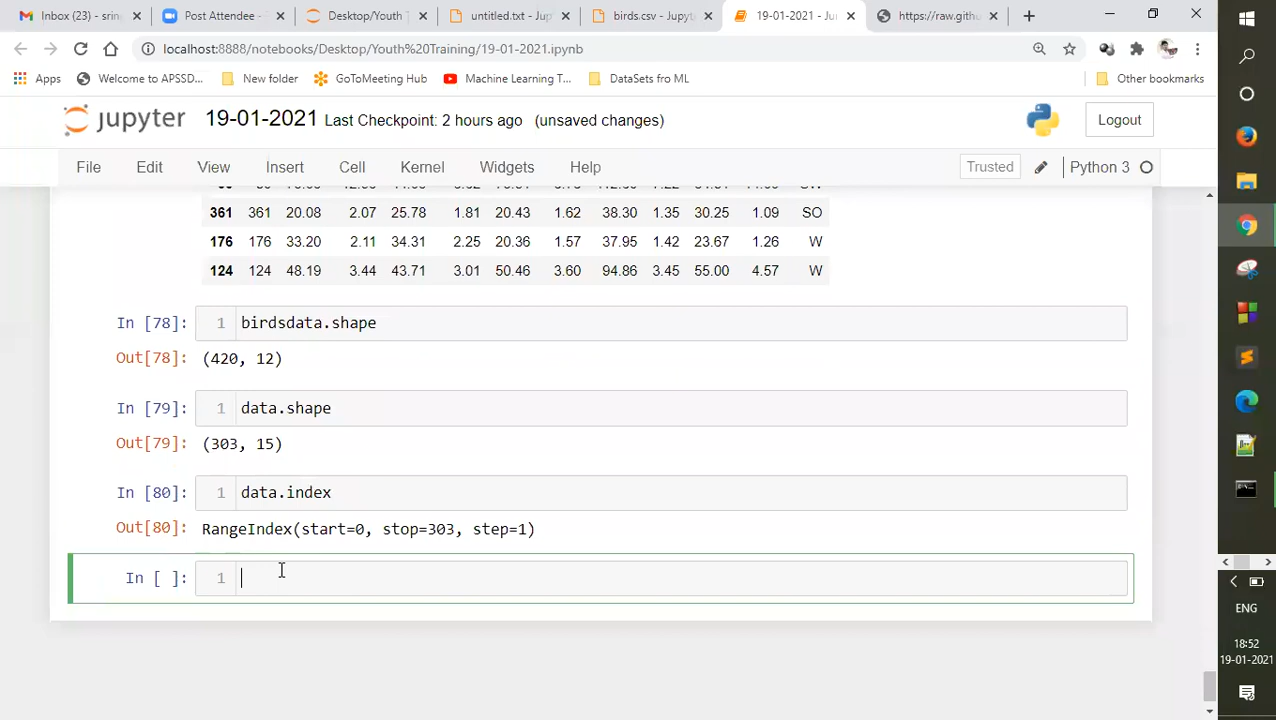 Inbox (23) - srin
Post Attendee -
Desktop/Youth
untitled.txt - Jup
birds.csv - Jupyte
19-01-2021 - Ju
https://raw.githu
localhost:8888/notebooks/Desktop/Youth%20Training/19-01-2021.ipynb
Apps
Welcome to APSSD...
New folder
GoToMeeting Hub
Machine Learning T...
DataSets fro ML
Other bookmarks
jupyter 19-01-2021 Last Checkpoint: 2 hours ago (unsaved changes)
Logout
File Edit View Insert Cell Kernel Widgets Help
Trusted
Python 3
361 361 20.08 2.07 25.78 1.81 20.43 1.62 38.30 1.35 30.25 1.09 SO
176 176 33.20 2.11 34.31 2.25 20.36 1.57 37.95 1.42 23.67 1.26 W
124 124 48.19 3.44 43.71 3.01 50.46 3.60 94.86 3.45 55.00 4.57 W
In [78]: 1 birdsdata.shape
Out[78]: (420, 12)
In [79]: 1 data.shape
Out[79]: (303, 15)
In [80]: 1 data.index
Out[80]: RangeIndex(start=0, stop=303, step=1)
In [ ]: 1
ENG
18:52
19-01-2021